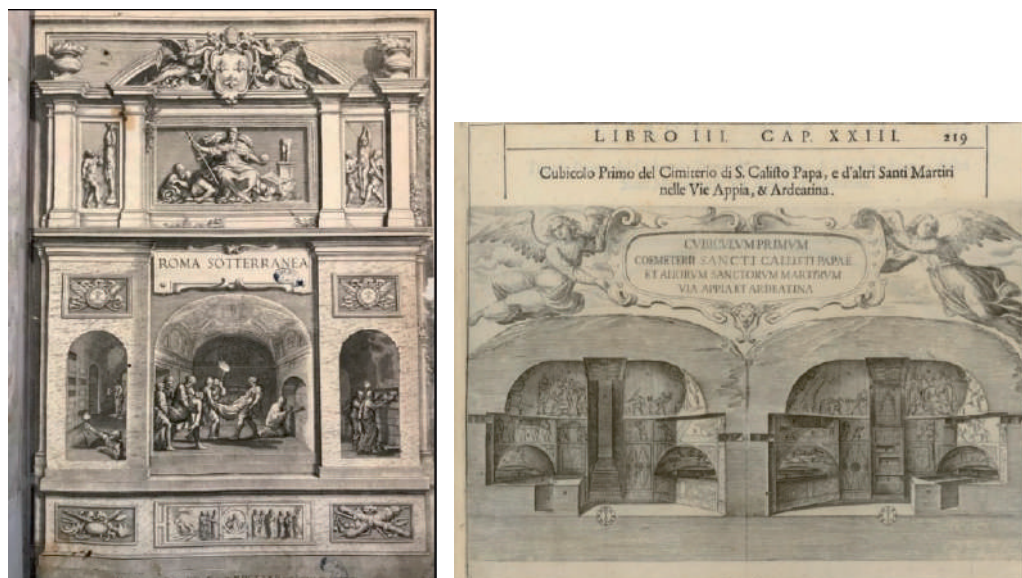 ROMA SOTTERRANEA
LIBRO III. CAP. XXIII. 219
Cubicolo Primo del Cimiterio di S. Calisto Papa, e d'altri Santi Martiri
nelle Vie Appia, & Ardeatina.
CVBICVLVM PRIMVM
COEMETERII SANCTI CALLISTI PAPAE
ET ALIORVM SANCTORVM MARTIRVM
VIA APPIA ET ARDEATINA